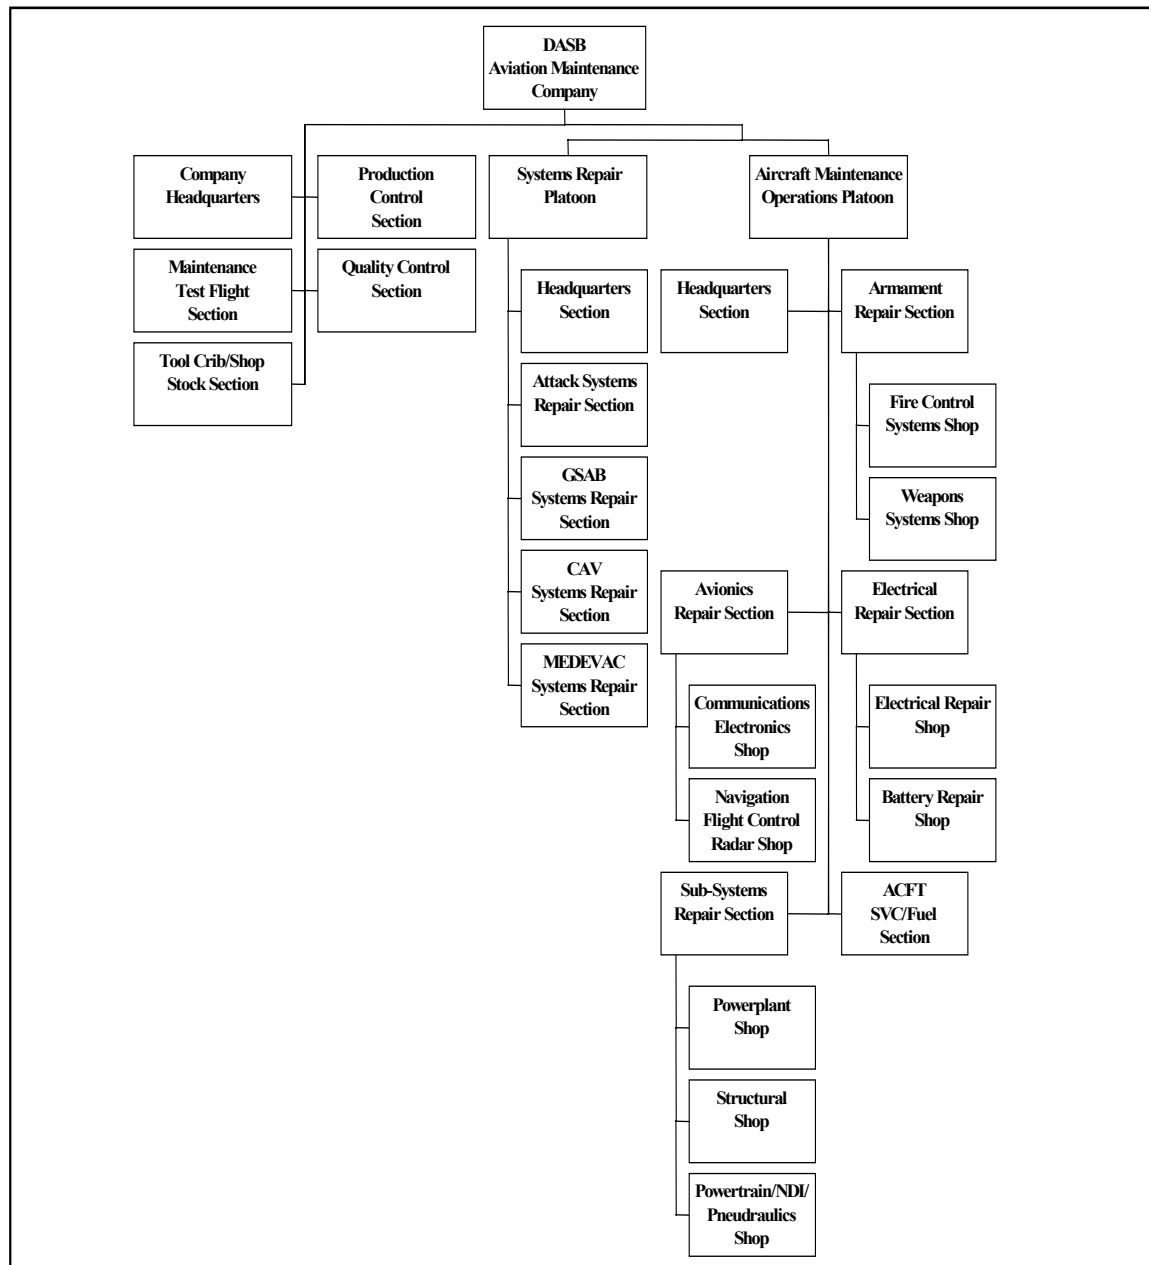 DASB
Aviation Maintenance
Company
Company
Headquarters
Production
Control
Section
Systems Repair
Platoon
Aircraft Maintenance
Operations Platoon
Maintenance
Test Flight
Section
Quality Control
Section
Tool Crib/Shop
Stock Section
Headquarters
Section
Attack Systems
Repair Section
GSAB
Systems Repair
Section
CAV
Systems Repair
Section
MEDEVAC
Systems Repair
Section
Headquarters
Section
Armament
Repair Section
Fire Control
Systems Shop
Weapons
Systems Shop
Avionics
Repair Section
Electrical
Repair Section
Communications
Electronics
Shop
Electrical Repair
Shop
Navigation
Flight Control
Radar Shop
Battery Repair
Shop
Sub-Systems
Repair Section
ACFT
SVC/Fuel
Section
Powerplant
Shop
Structural
Shop
Powertrain/NDI/
Pneudraulics
Shop